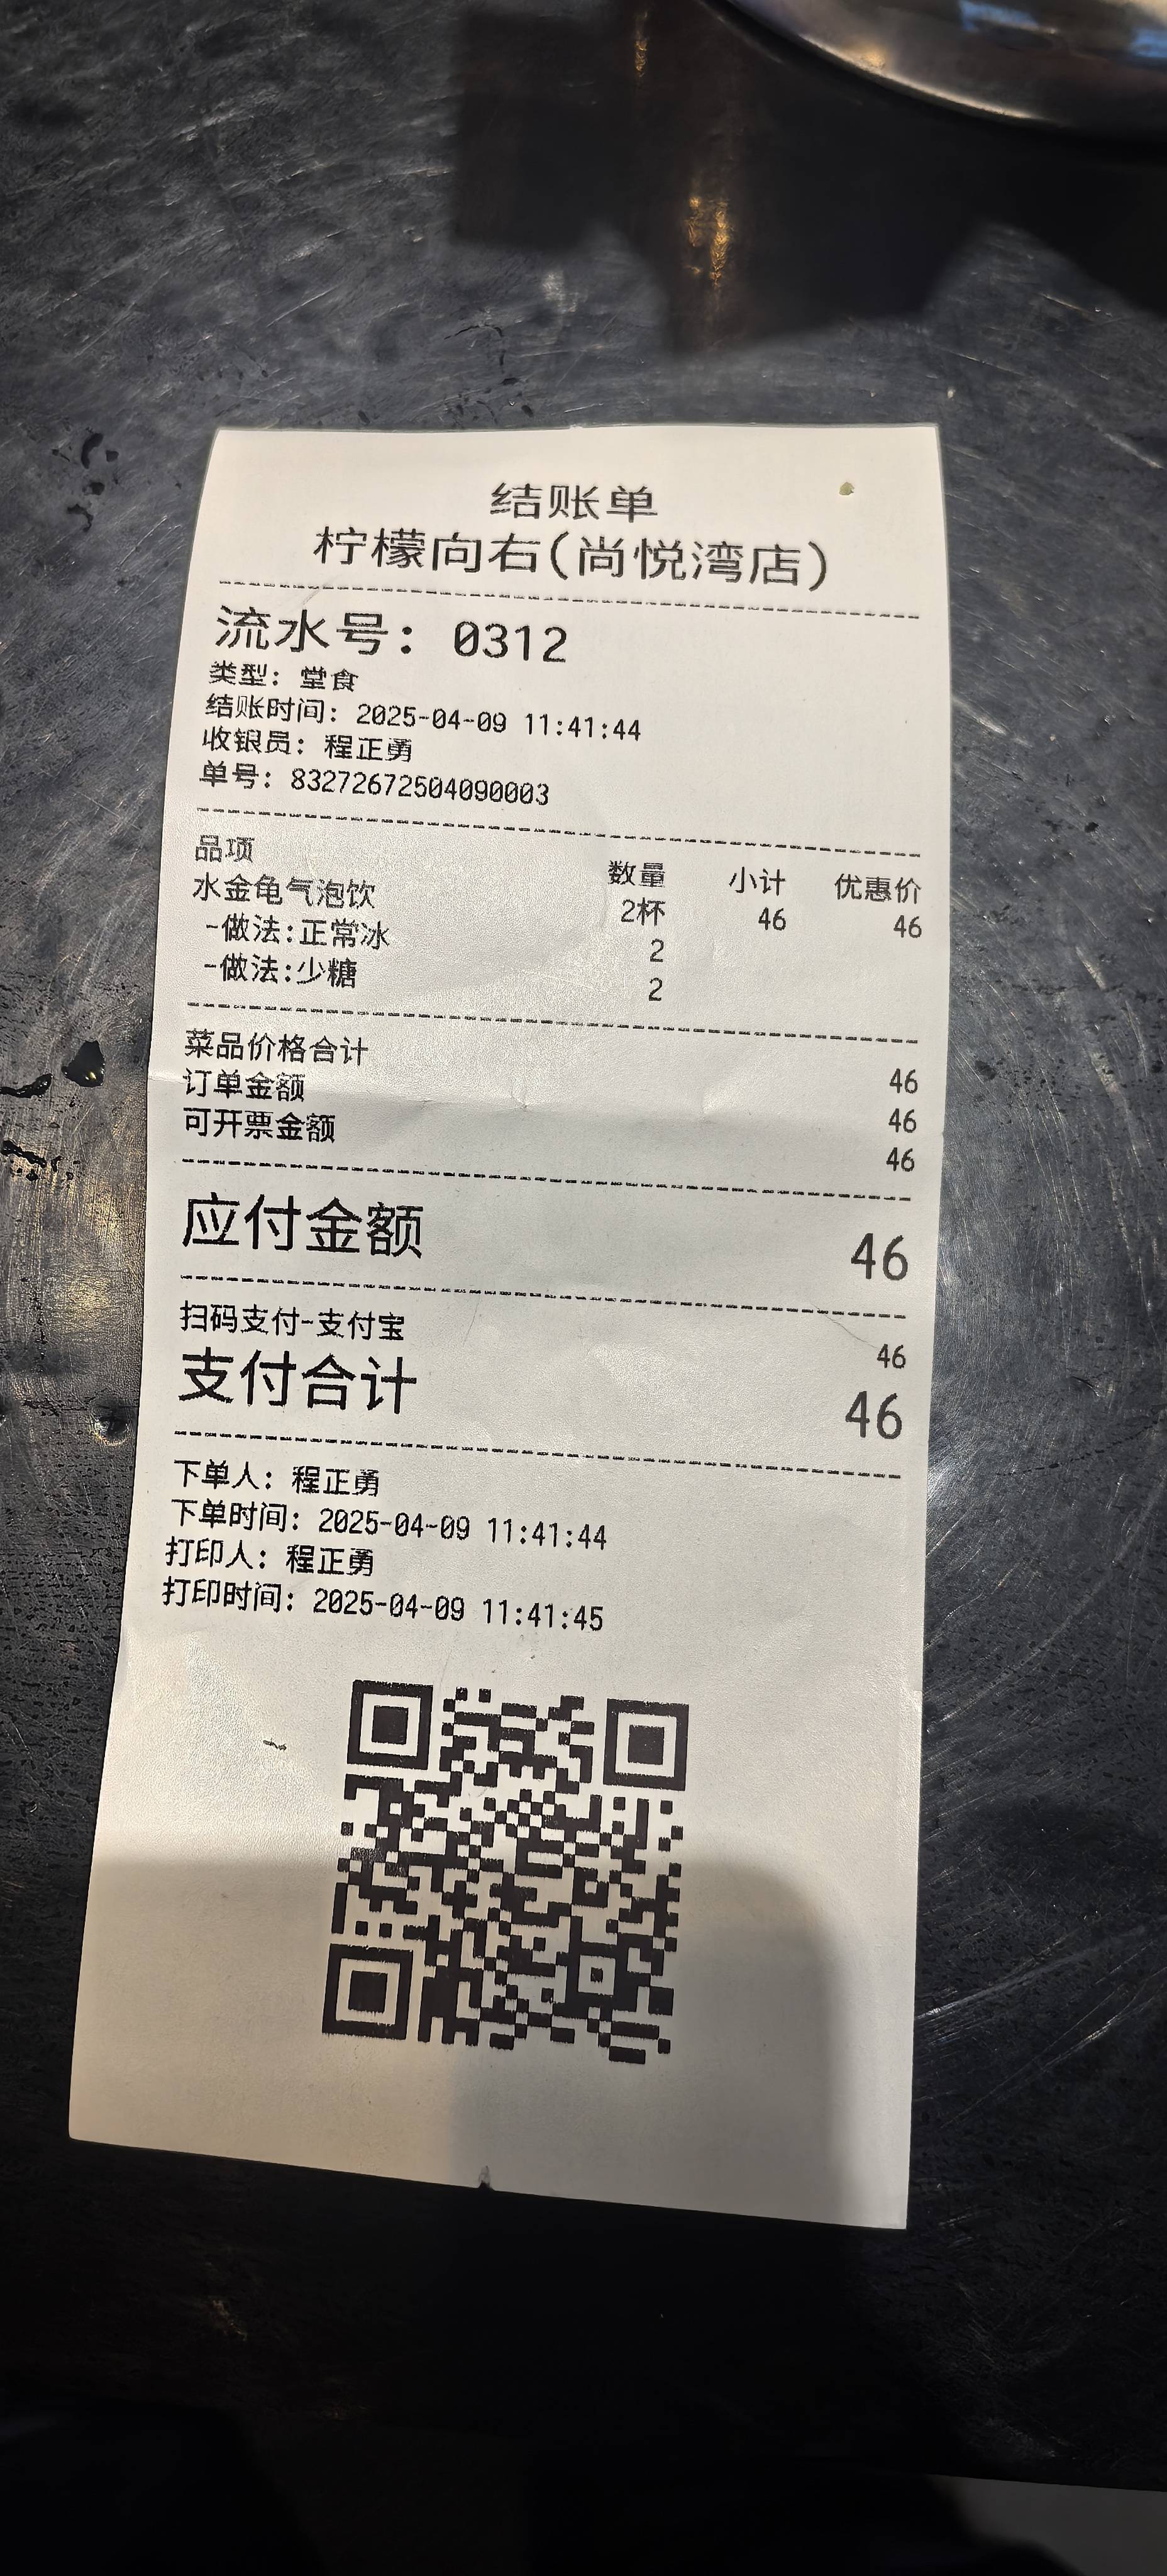 结账单
柠檬向右(尚悦湾店)
流水号: 0312
类型: 堂食
结账时间: 2025-04-09 11:41:44
收银员: 程正勇
单号: 83272672504090003
品项 数量 小计 优惠价
水金龟气泡饮 2杯 46 46
-做法:正常冰 2
-做法:少糖 2
菜品价格合计 46
订单金额 46
可开票金额 46
应付金额 46
扫码支付-支付宝 46
支付合计 46
下单人: 程正勇
下单时间: 2025-04-09 11:41:44
打印人: 程正勇
打印时间: 2025-04-09 11:41:45